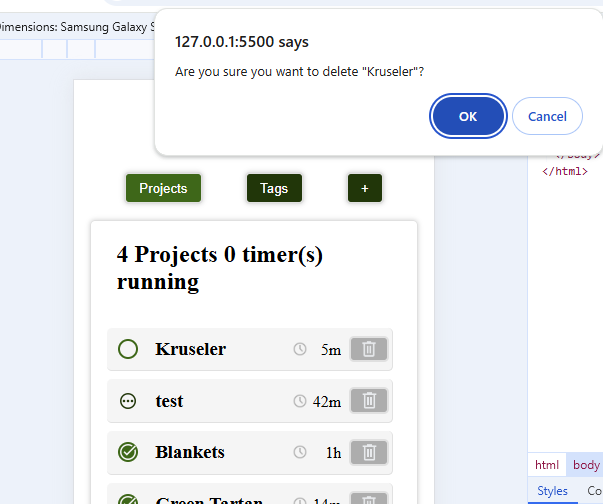 Dimensions: Samsung Galaxy S
127.0.0.1:5500 says
Are you sure you want to delete "Kruseler"?
OK Cancel
</html>
Projects Tags +
4 Projects 0 timer(s)
running
Kruseler 5m
test 42m
Blankets 1h
Green Tartan 14m
html body
Styles Co